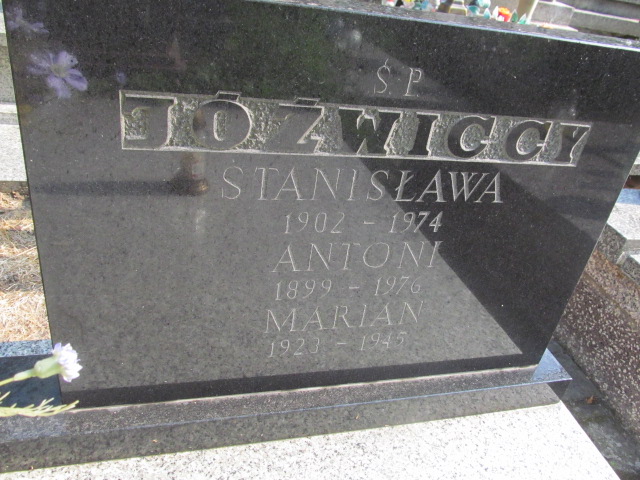 Ś. P.
JÓŹWICCY
STANISŁAWA
1902 - 1974
ANTONI
1899 - 1976
MARIAN
1923 - 1945